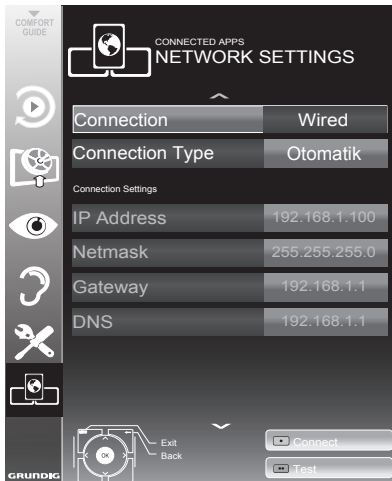 COMFORT
GUIDE
CONNECTED APPS
NETWORK SETTINGS
Connection Wired
Connection Type Otomatik
Connection Settings
IP Address 192.168.1.100
Netmask 255.255.255.0
Gateway 192.168.1.1
DNS 192.168.1.1
Exit
Back
OK
Connect
Test
GRUNDIG